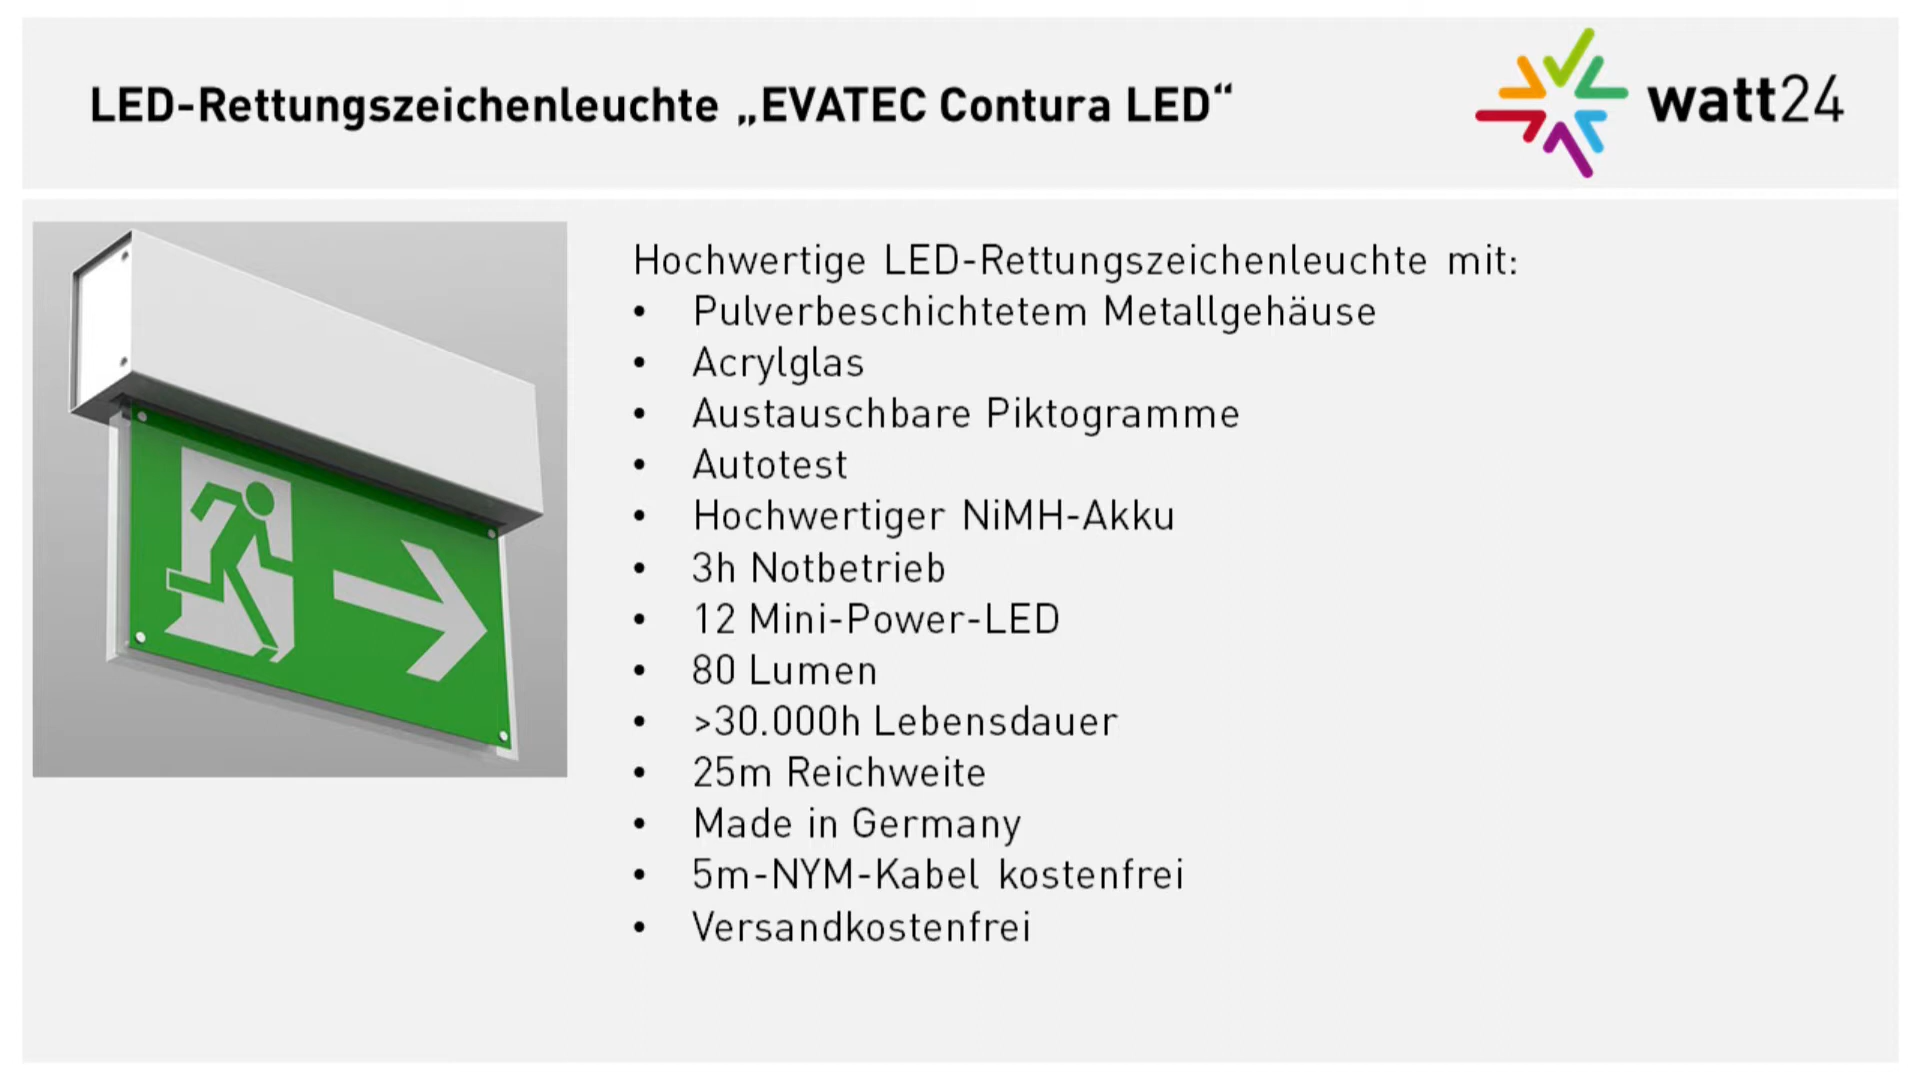 LED-Rettungszeichenleuchte „EVATEC Contura LED“
watt24
Hochwertige LED-Rettungszeichenleuchte mit:
• Pulverbeschichtetem Metallgehäuse
• Acrylglas
• Austauschbare Piktogramme
• Autotest
• Hochwertiger NiMH-Akku
• 3h Notbetrieb
• 12 Mini-Power-LED
• 80 Lumen
• >30.000h Lebensdauer
• 25m Reichweite
• Made in Germany
• 5m-NYM-Kabel kostenfrei
• Versandkostenfrei